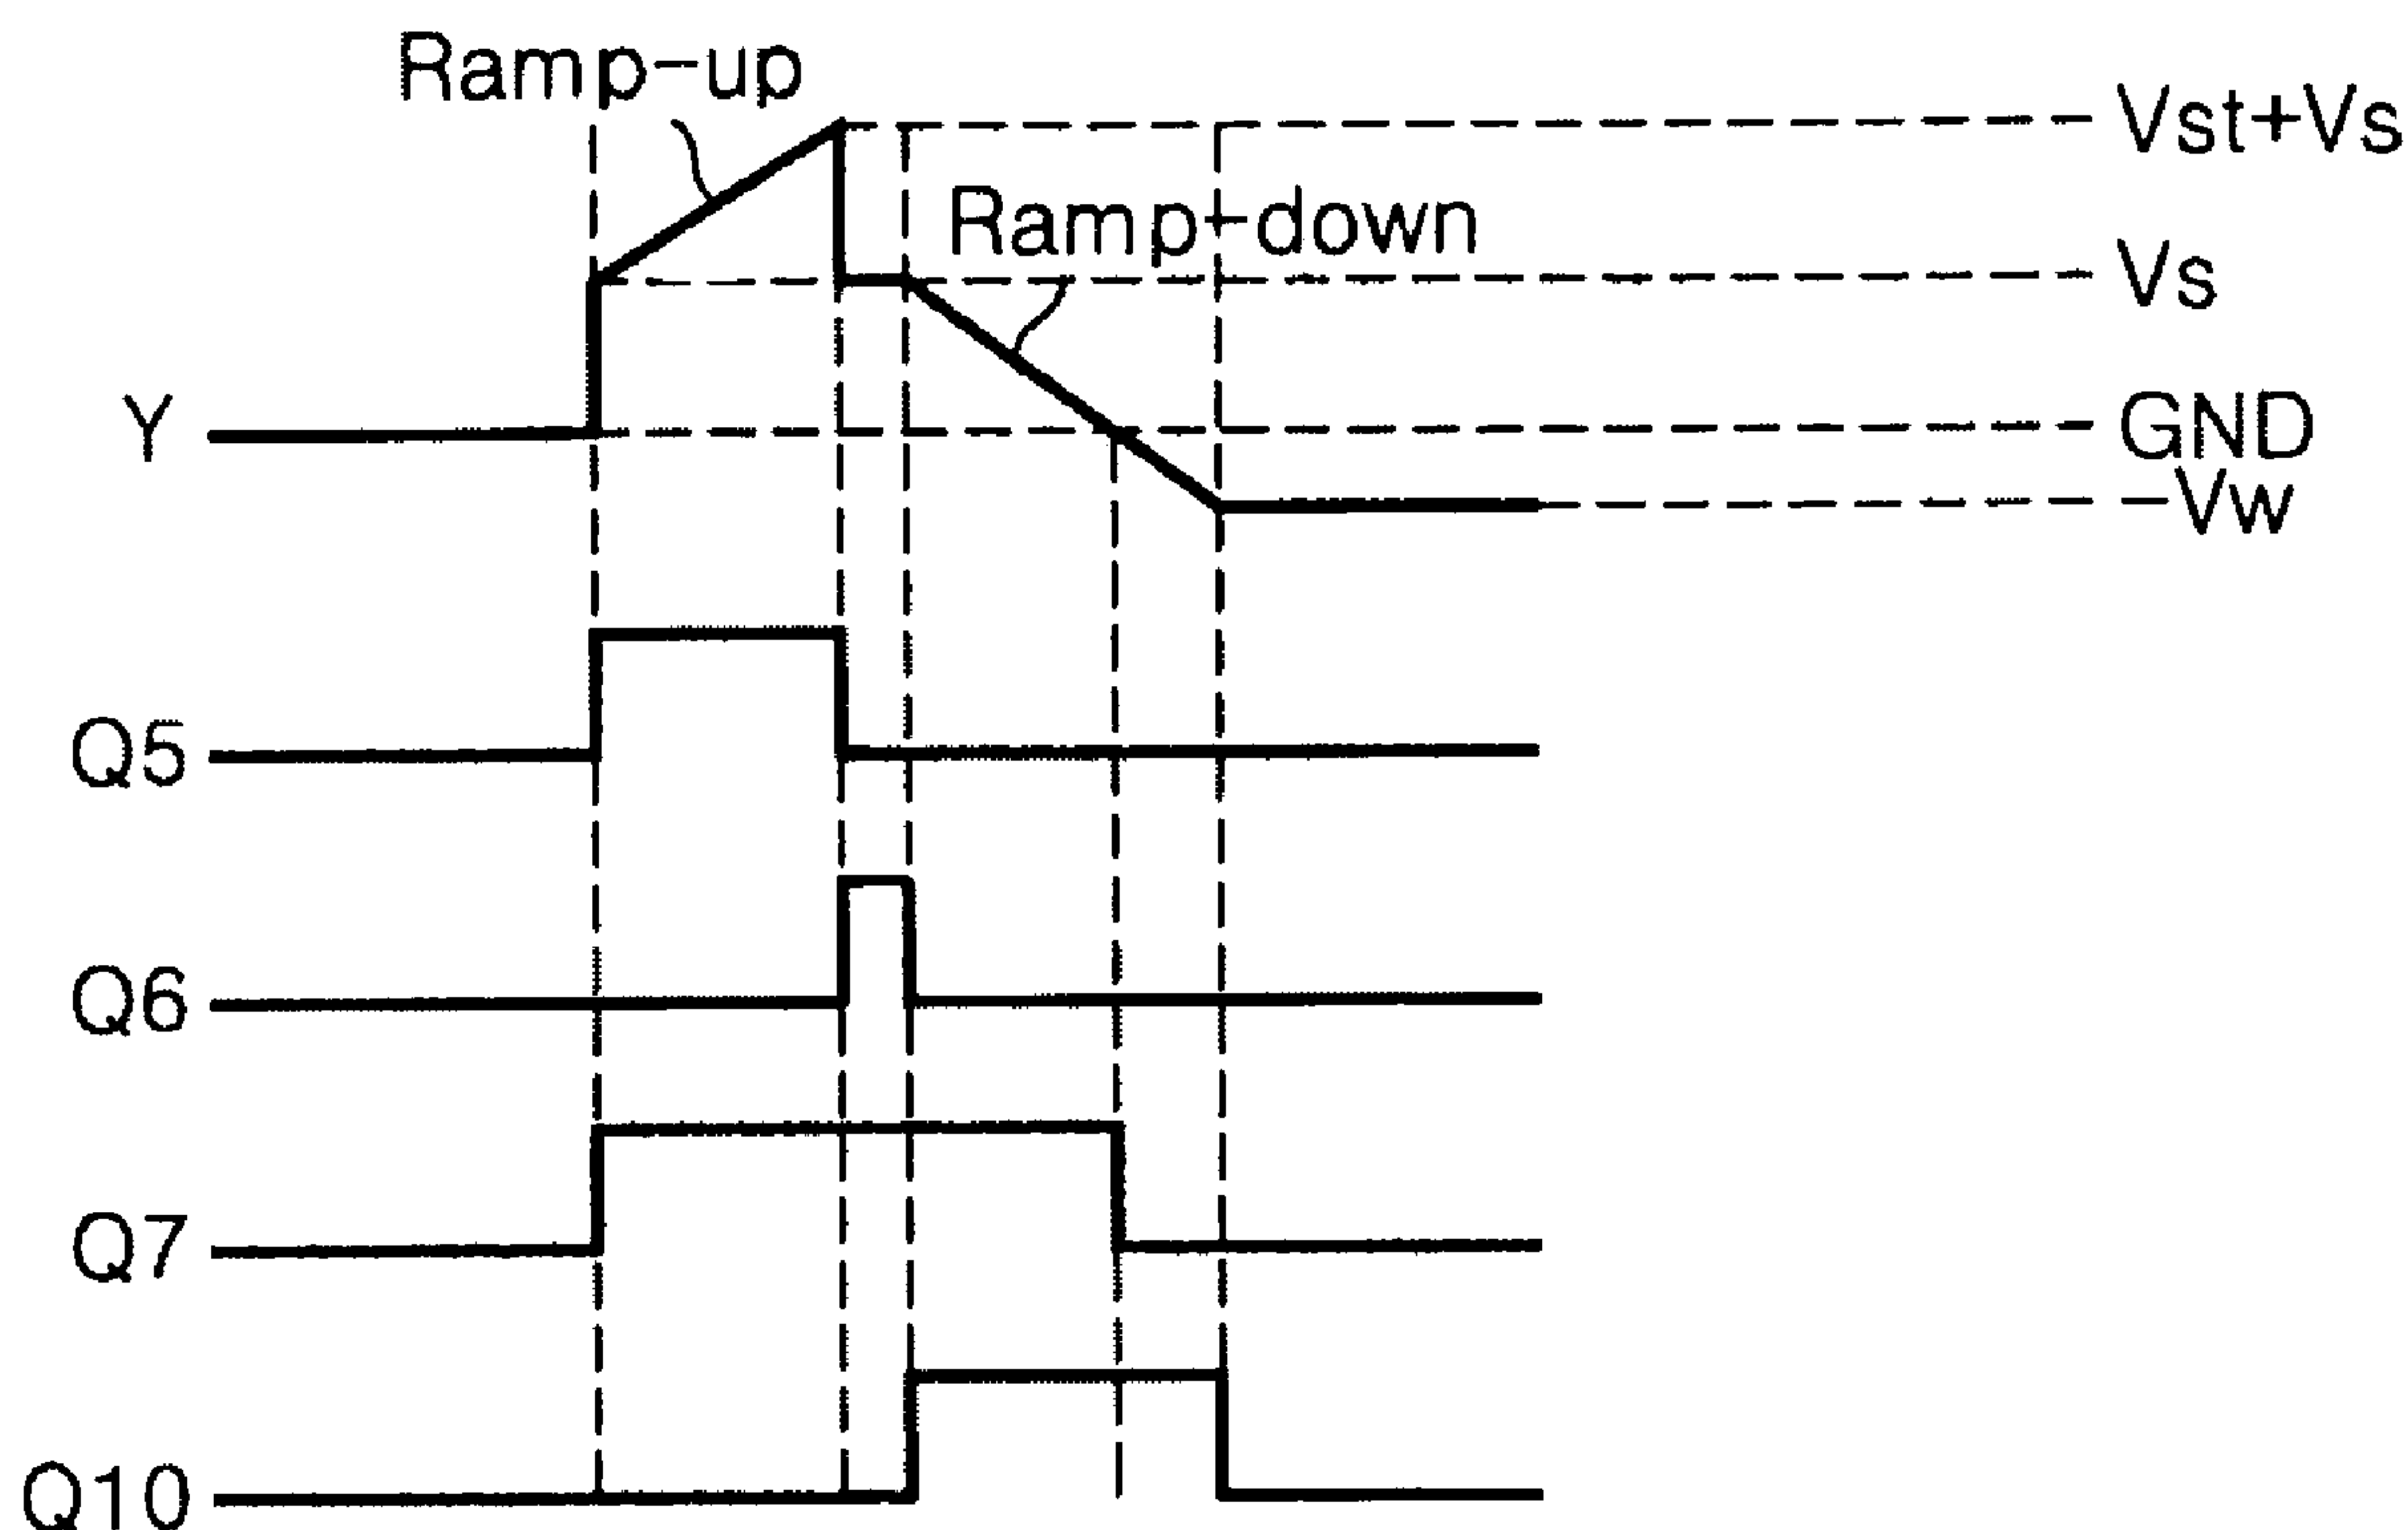 Ramp-up
Vst+Vs
Ramp-down
Vs
Y
GND
-Vw
Q5
Q6
Q7
Q10